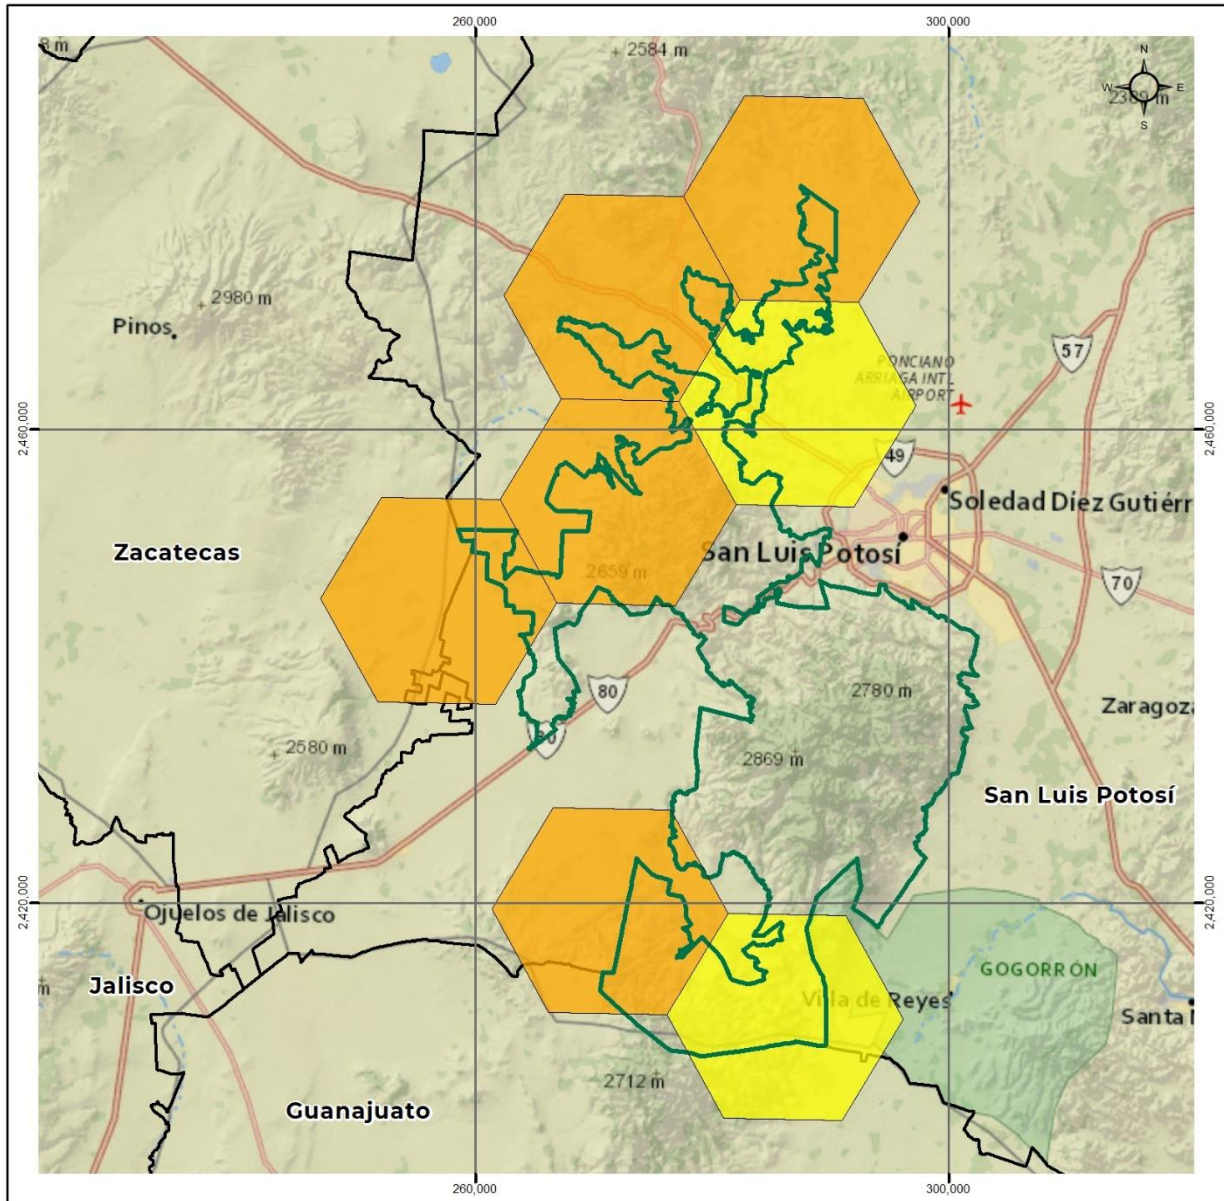 260,000
300,000
2584 m
N
W
E
S
2389 m
2980 m
Pinos
57
PONCIANO
ARRIAGA INTL
AIRPORT
2,460,000
2,460,000
49
Soledad Díez Gutiérr
Zacatecas
San Luis Potosí
2659 m
70
80
2780 m
Zaragoza
80
2580 m
2869 m
San Luis Potosí
2,420,000
2,420,000
Ojuelos de Jalisco
GOGORRÓN
Jalisco
m
Villa de Reyes
Santa
2712 m
Guanajuato
260,000
300,000